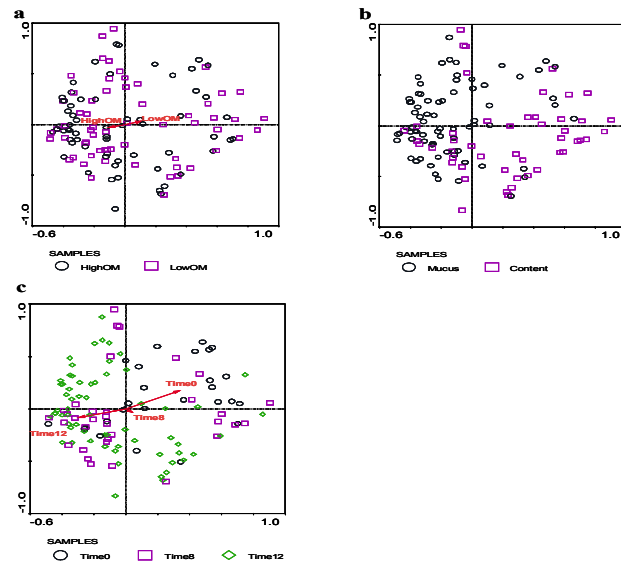 a
1.0
HighOM
LowOM
-1.0
-0.6
1.0
SAMPLES
HighOM
LowOM
b
1.0
-1.0
-0.6
1.0
SAMPLES
Mucus
Content
c
1.0
Time0
Time8
Time12
-1.0
-0.6
1.0
SAMPLES
Time0
Time8
Time12